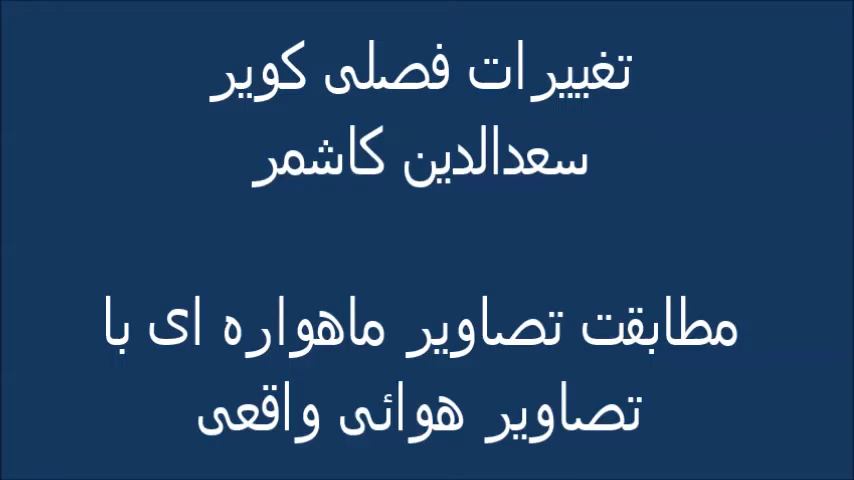 تغییرات فصلی کویر
سعدالدین کاشمر
مطابقت تصاویر ماهواره ای با
تصاویر هوائی واقعی